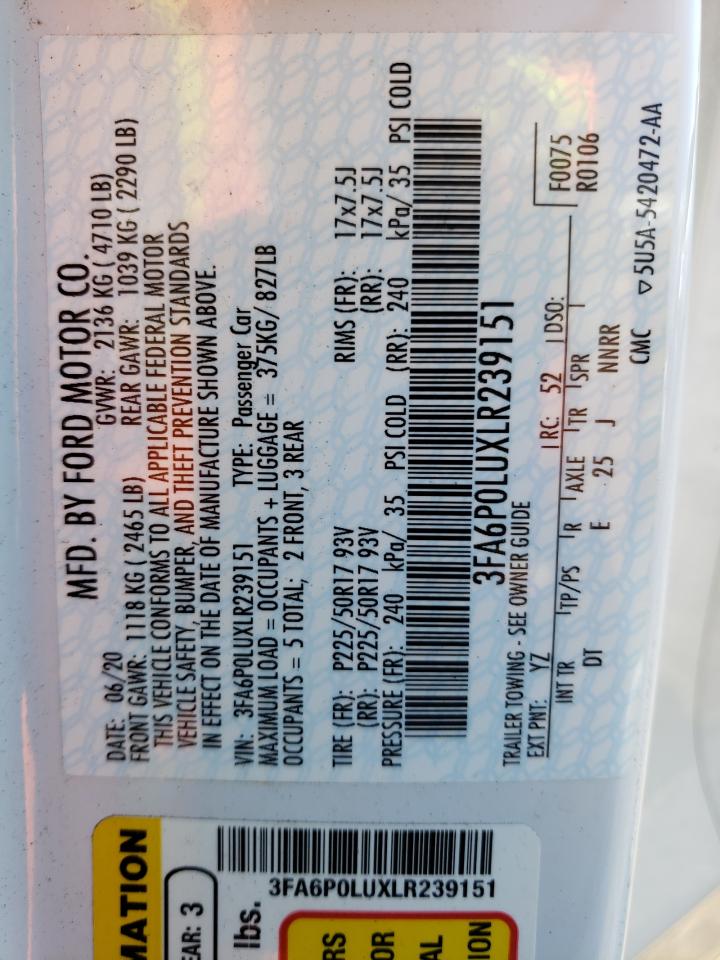 MFD. BY FORD MOTOR CO.
DATE: 06/20 GVWR: 2136 KG ( 4710 LB)
FRONT GAWR: 1118 KG ( 2465 LB) REAR GAWR: 1039 KG ( 2290 LB)
THIS VEHICLE CONFORMS TO ALL APPLICABLE FEDERAL MOTOR
VEHICLE SAFETY, BUMPER, AND THEFT PREVENTION STANDARDS
IN EFFECT ON THE DATE OF MANUFACTURE SHOWN ABOVE.
VIN: 3FA6P0LUXLR239151 TYPE: Passenger Car
MAXIMUM LOAD = OCCUPANTS + LUGGAGE = 375KG/ 827LB
OCCUPANTS = 5 TOTAL; 2 FRONT, 3 REAR
TIRE (FR): P225/50R17 93V RIMS (FR): 17x7.5J
(RR): P225/50R17 93V (RR): 17x7.5J
PRESSURE (FR): 240 kPa/ 35 PSI COLD (RR): 240 kPa/ 35 PSI COLD
3FA6P0LUXLR239151
TRAILER TOWING - SEE OWNER GUIDE
EXT PNT: YZ RC: 52 DSO: F0075
R0106
INT TR TP/PS R AXLE TR SPR
DT E 25 J NNRR
CMC ▽5U5A-5420472-AA
MATION
EAR: 3
lbs.
3FA6P0LUXLR239151
RS
OR
AL
ION